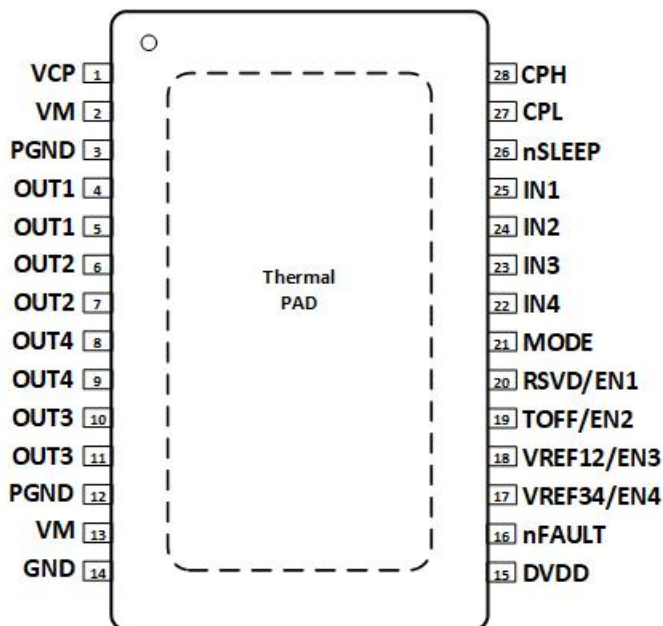 VCP 1
28 CPH
VM 2
27 CPL
PGND 3
26 nSLEEP
OUT1 4
25 IN1
OUT1 5
24 IN2
OUT2 6
23 IN3
OUT2 7
22 IN4
OUT4 8
21 MODE
OUT4 9
20 RSVD/EN1
OUT3 10
19 TOFF/EN2
OUT3 11
18 VREF12/EN3
PGND 12
17 VREF34/EN4
VM 13
16 nFAULT
GND 14
15 DVDD
Thermal
PAD